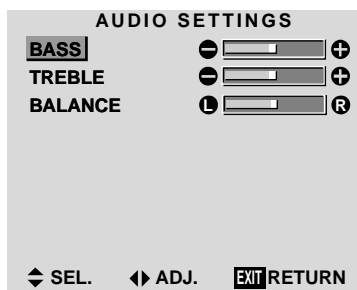 AUDIO SETTINGS
BASS
TREBLE
BALANCE L R
SEL. ADJ. EXIT RETURN